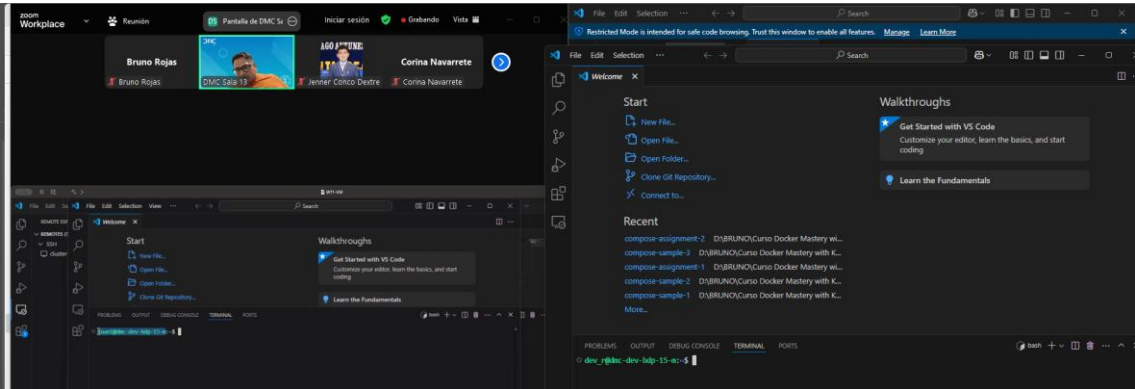 zoom
Workplace
Reunión
DS Pantalla de DMC Sa
Iniciar sesión
Grabando
Vista
Bruno Rojas
Bruno Rojas
DMC Sala 13
Jenner Conco Dextre
Corina Navarrete
Corina Navarrete
W11-VM
File Edit Selection View ...
Search
Welcome
SSH
cluster
Start
New File...
Open File...
Open Folder...
Clone Git Repository...
Walkthroughs
Get Started with VS Code
Customize your editor, learn the basics, and start
coding
Learn the Fundamentals
PROBLEMS OUTPUT DEBUG CONSOLE TERMINAL PORTS
bash
File Edit Selection ...
Search
Restricted Mode is intended for safe code browsing. Trust this window to enable all features. Manage Learn More
File Edit Selection ...
Search
Welcome
Start
New File...
Open File...
Open Folder...
Clone Git Repository...
Connect to...
Recent
compose-assignment-2 D:\BRUNO\Curso Docker Mastery wi...
compose-sample-3 D:\BRUNO\Curso Docker Mastery with K...
compose-assignment-1 D:\BRUNO\Curso Docker Mastery wi...
compose-sample-2 D:\BRUNO\Curso Docker Mastery with K...
compose-sample-1 D:\BRUNO\Curso Docker Mastery with K...
More...
Walkthroughs
Get Started with VS Code
Customize your editor, learn the basics, and start
coding
Learn the Fundamentals
PROBLEMS OUTPUT DEBUG CONSOLE TERMINAL PORTS
bash
dev_r@dmc-dev-bdp-15-m:~$